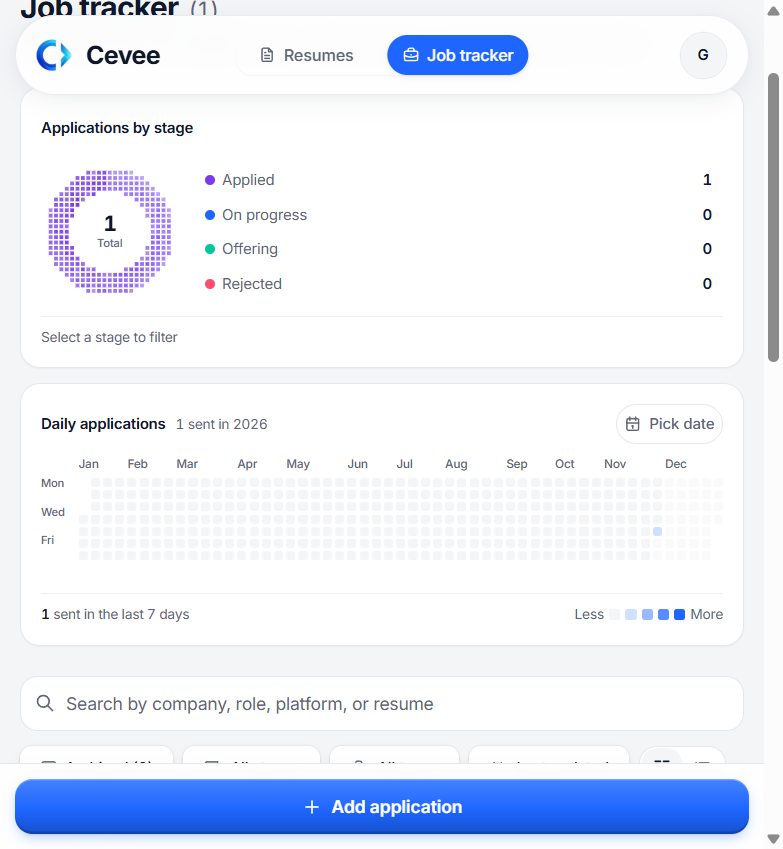 Job tracker (1)
Cevee
Resumes
Job tracker
G
Applications by stage
1
Total
Applied 1
On progress 0
Offering 0
Rejected 0
Select a stage to filter
Daily applications 1 sent in 2026
Pick date
Jan Feb Mar Apr May Jun Jul Aug Sep Oct Nov Dec
Mon
Wed
Fri
1 sent in the last 7 days
Less More
Search by company, role, platform, or resume
+ Add application